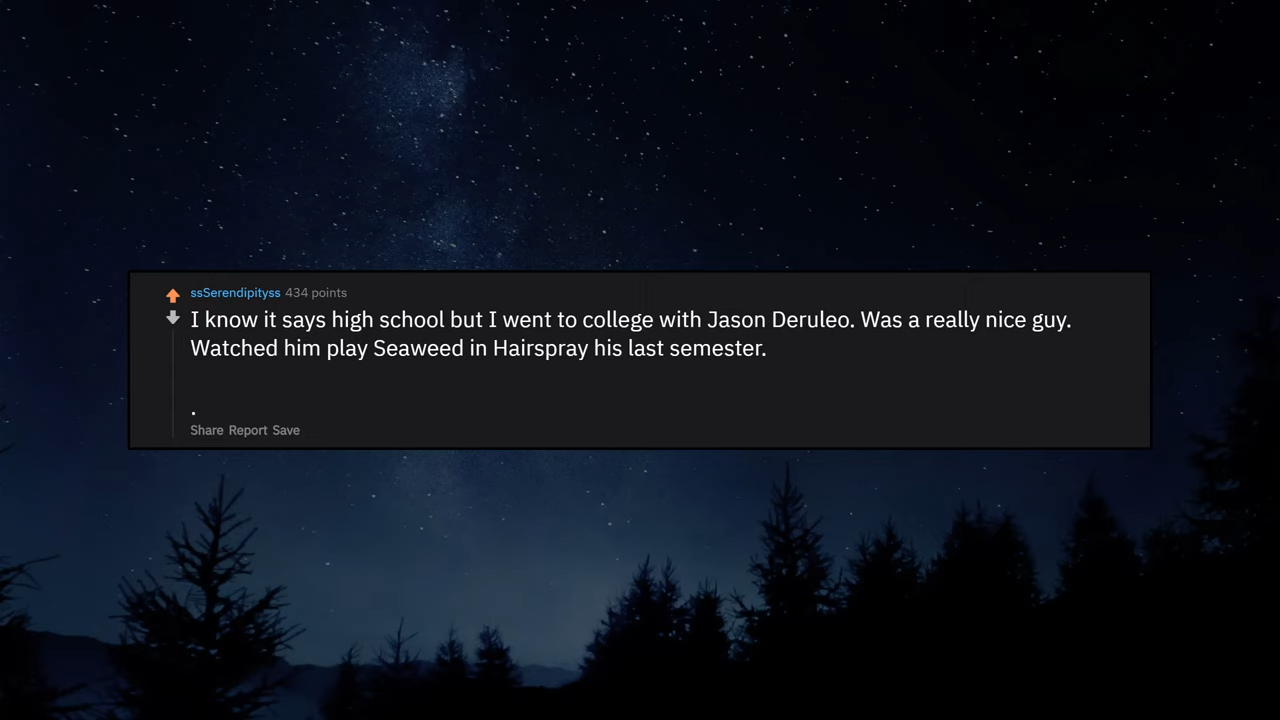 ssSerendipityss 434 points
I know it says high school but I went to college with Jason Deruleo. Was a really nice guy.
Watched him play Seaweed in Hairspray his last semester.
.
Share Report Save